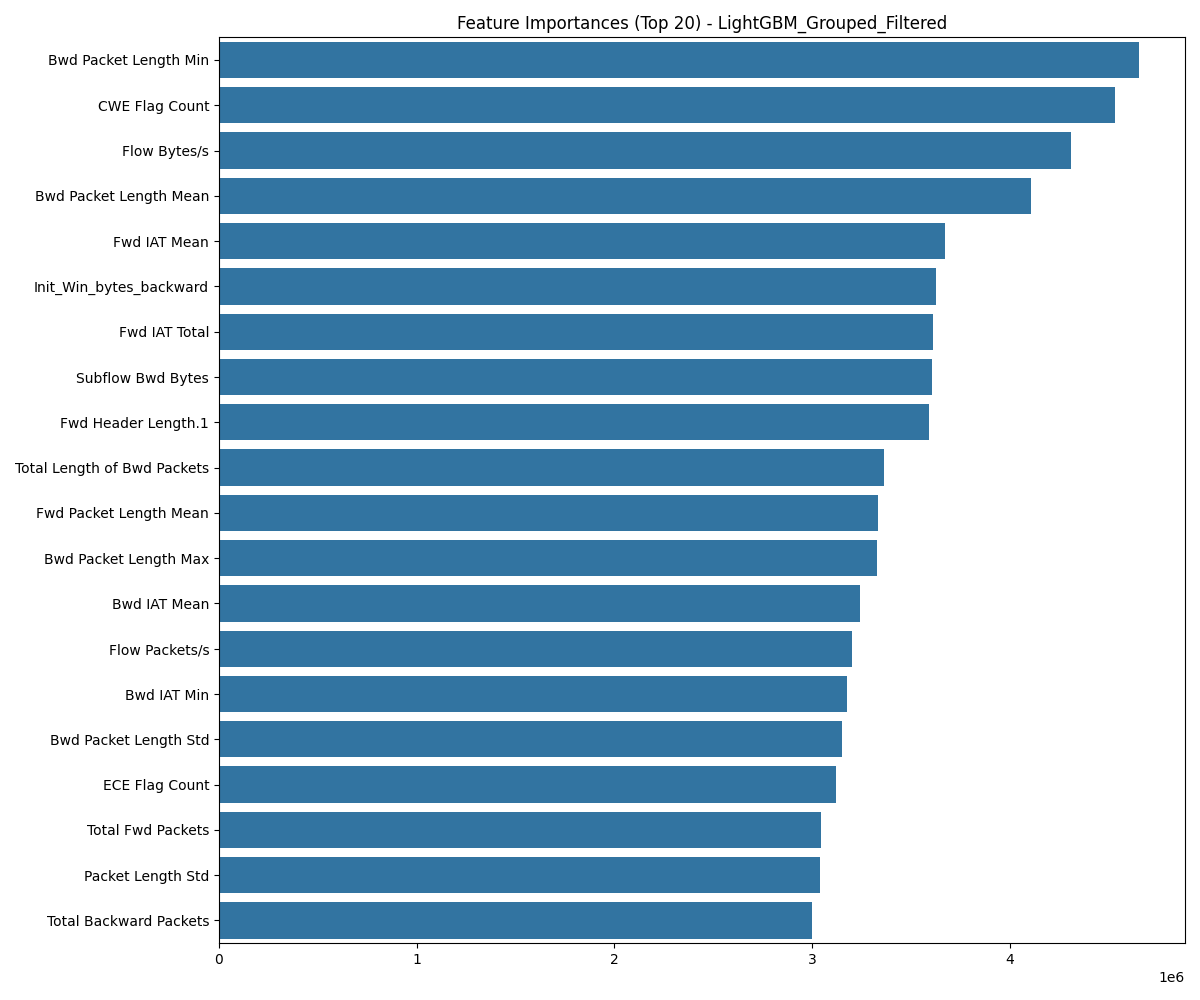 Feature Importances (Top 20) - LightGBM_Grouped_Filtered
Bwd Packet Length Min
CWE Flag Count
Flow Bytes/s
Bwd Packet Length Mean
Fwd IAT Mean
Init_Win_bytes_backward
Fwd IAT Total
Subflow Bwd Bytes
Fwd Header Length.1
Total Length of Bwd Packets
Fwd Packet Length Mean
Bwd Packet Length Max
Bwd IAT Mean
Flow Packets/s
Bwd IAT Min
Bwd Packet Length Std
ECE Flag Count
Total Fwd Packets
Packet Length Std
Total Backward Packets
0 1 2 3 4
1e6